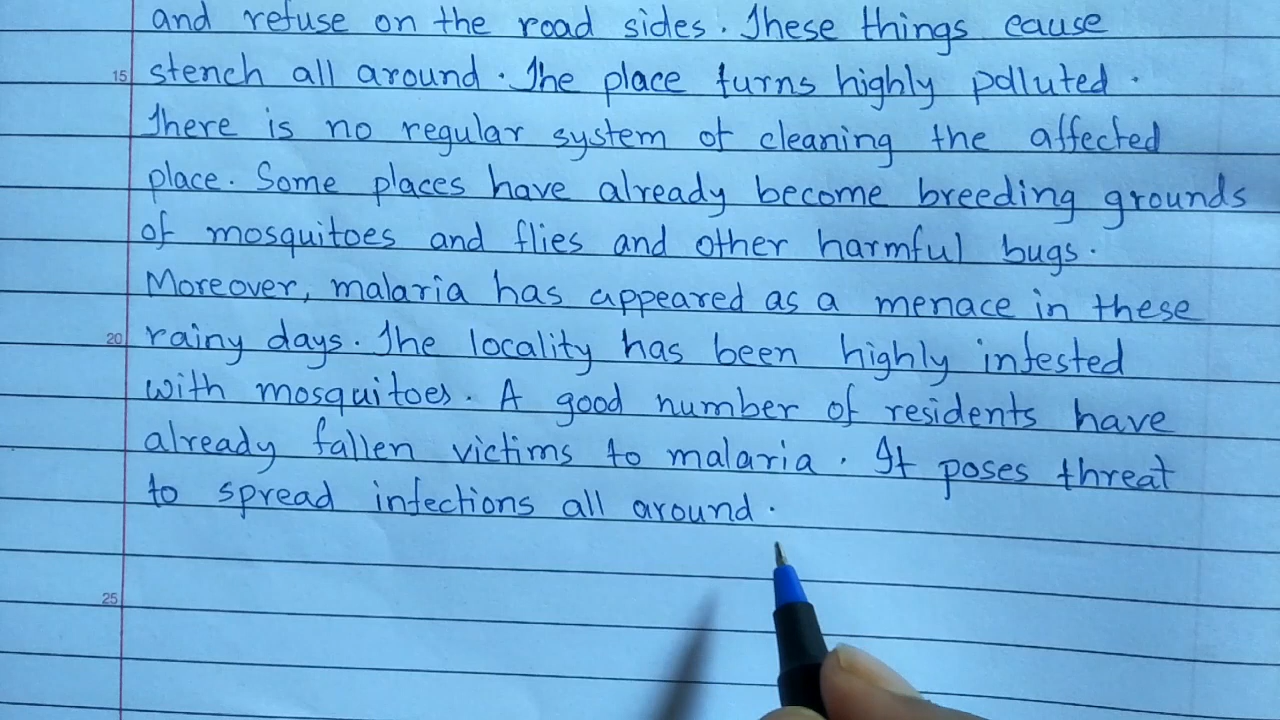 and refuse on the road sides. These things cause
15 stench all around. The place turns highly polluted.
There is no regular system of cleaning the affected
place. Some places have already become breeding grounds
of mosquitoes and flies and other harmful bugs.
Moreover, malaria has appeared as a menace in these
20 rainy days. The locality has been highly infested
with mosquitoes. A good number of residents have
already fallen victims to malaria. It poses threat
to spread infections all around.
25